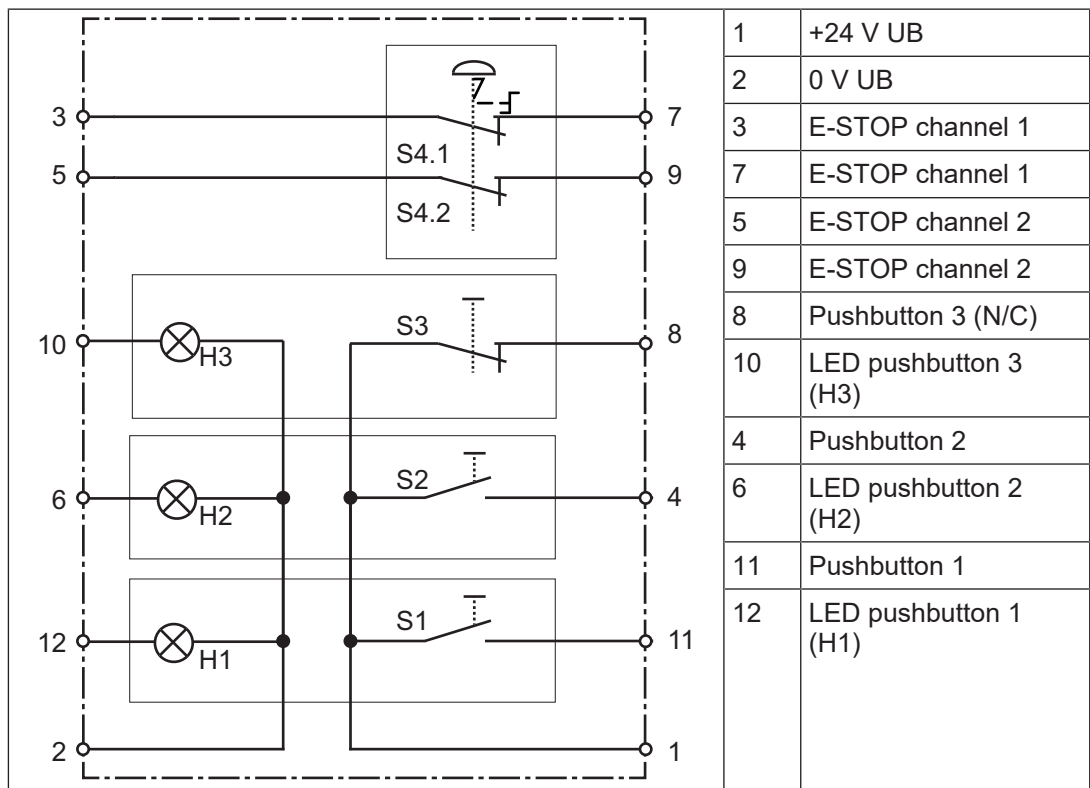 3
7
S4.1
5
9
S4.2
10
H3
S3
8
6
H2
S2
4
12
H1
S1
11
2
1
1 +24 V UB
2 0 V UB
3 E-STOP channel 1
7 E-STOP channel 1
5 E-STOP channel 2
9 E-STOP channel 2
8 Pushbutton 3 (N/C)
10 LED pushbutton 3
(H3)
4 Pushbutton 2
6 LED pushbutton 2
(H2)
11 Pushbutton 1
12 LED pushbutton 1
(H1)